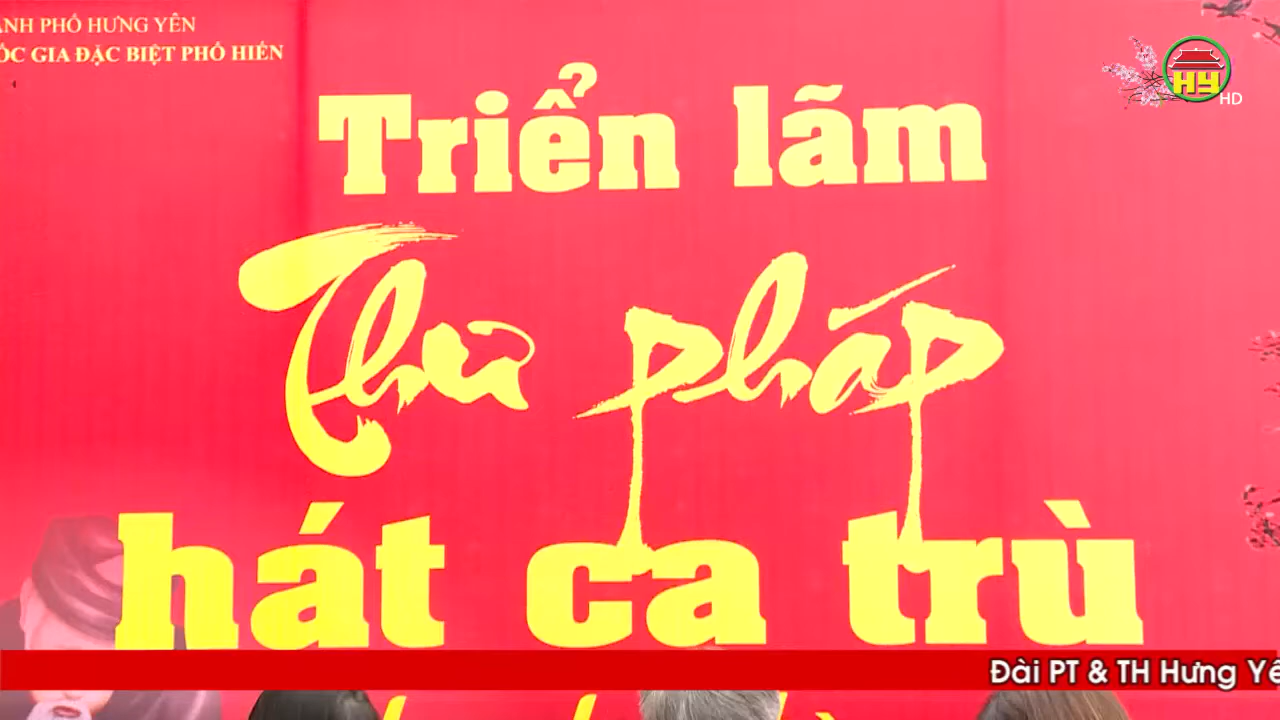 ÀNH PHỐ HƯNG YÊN
ỐC GIA ĐẶC BIỆT PHỐ HIẾN
HY
HD
Triển lãm
Thư pháp
hát ca trù
Đài PT & TH Hưng Yê